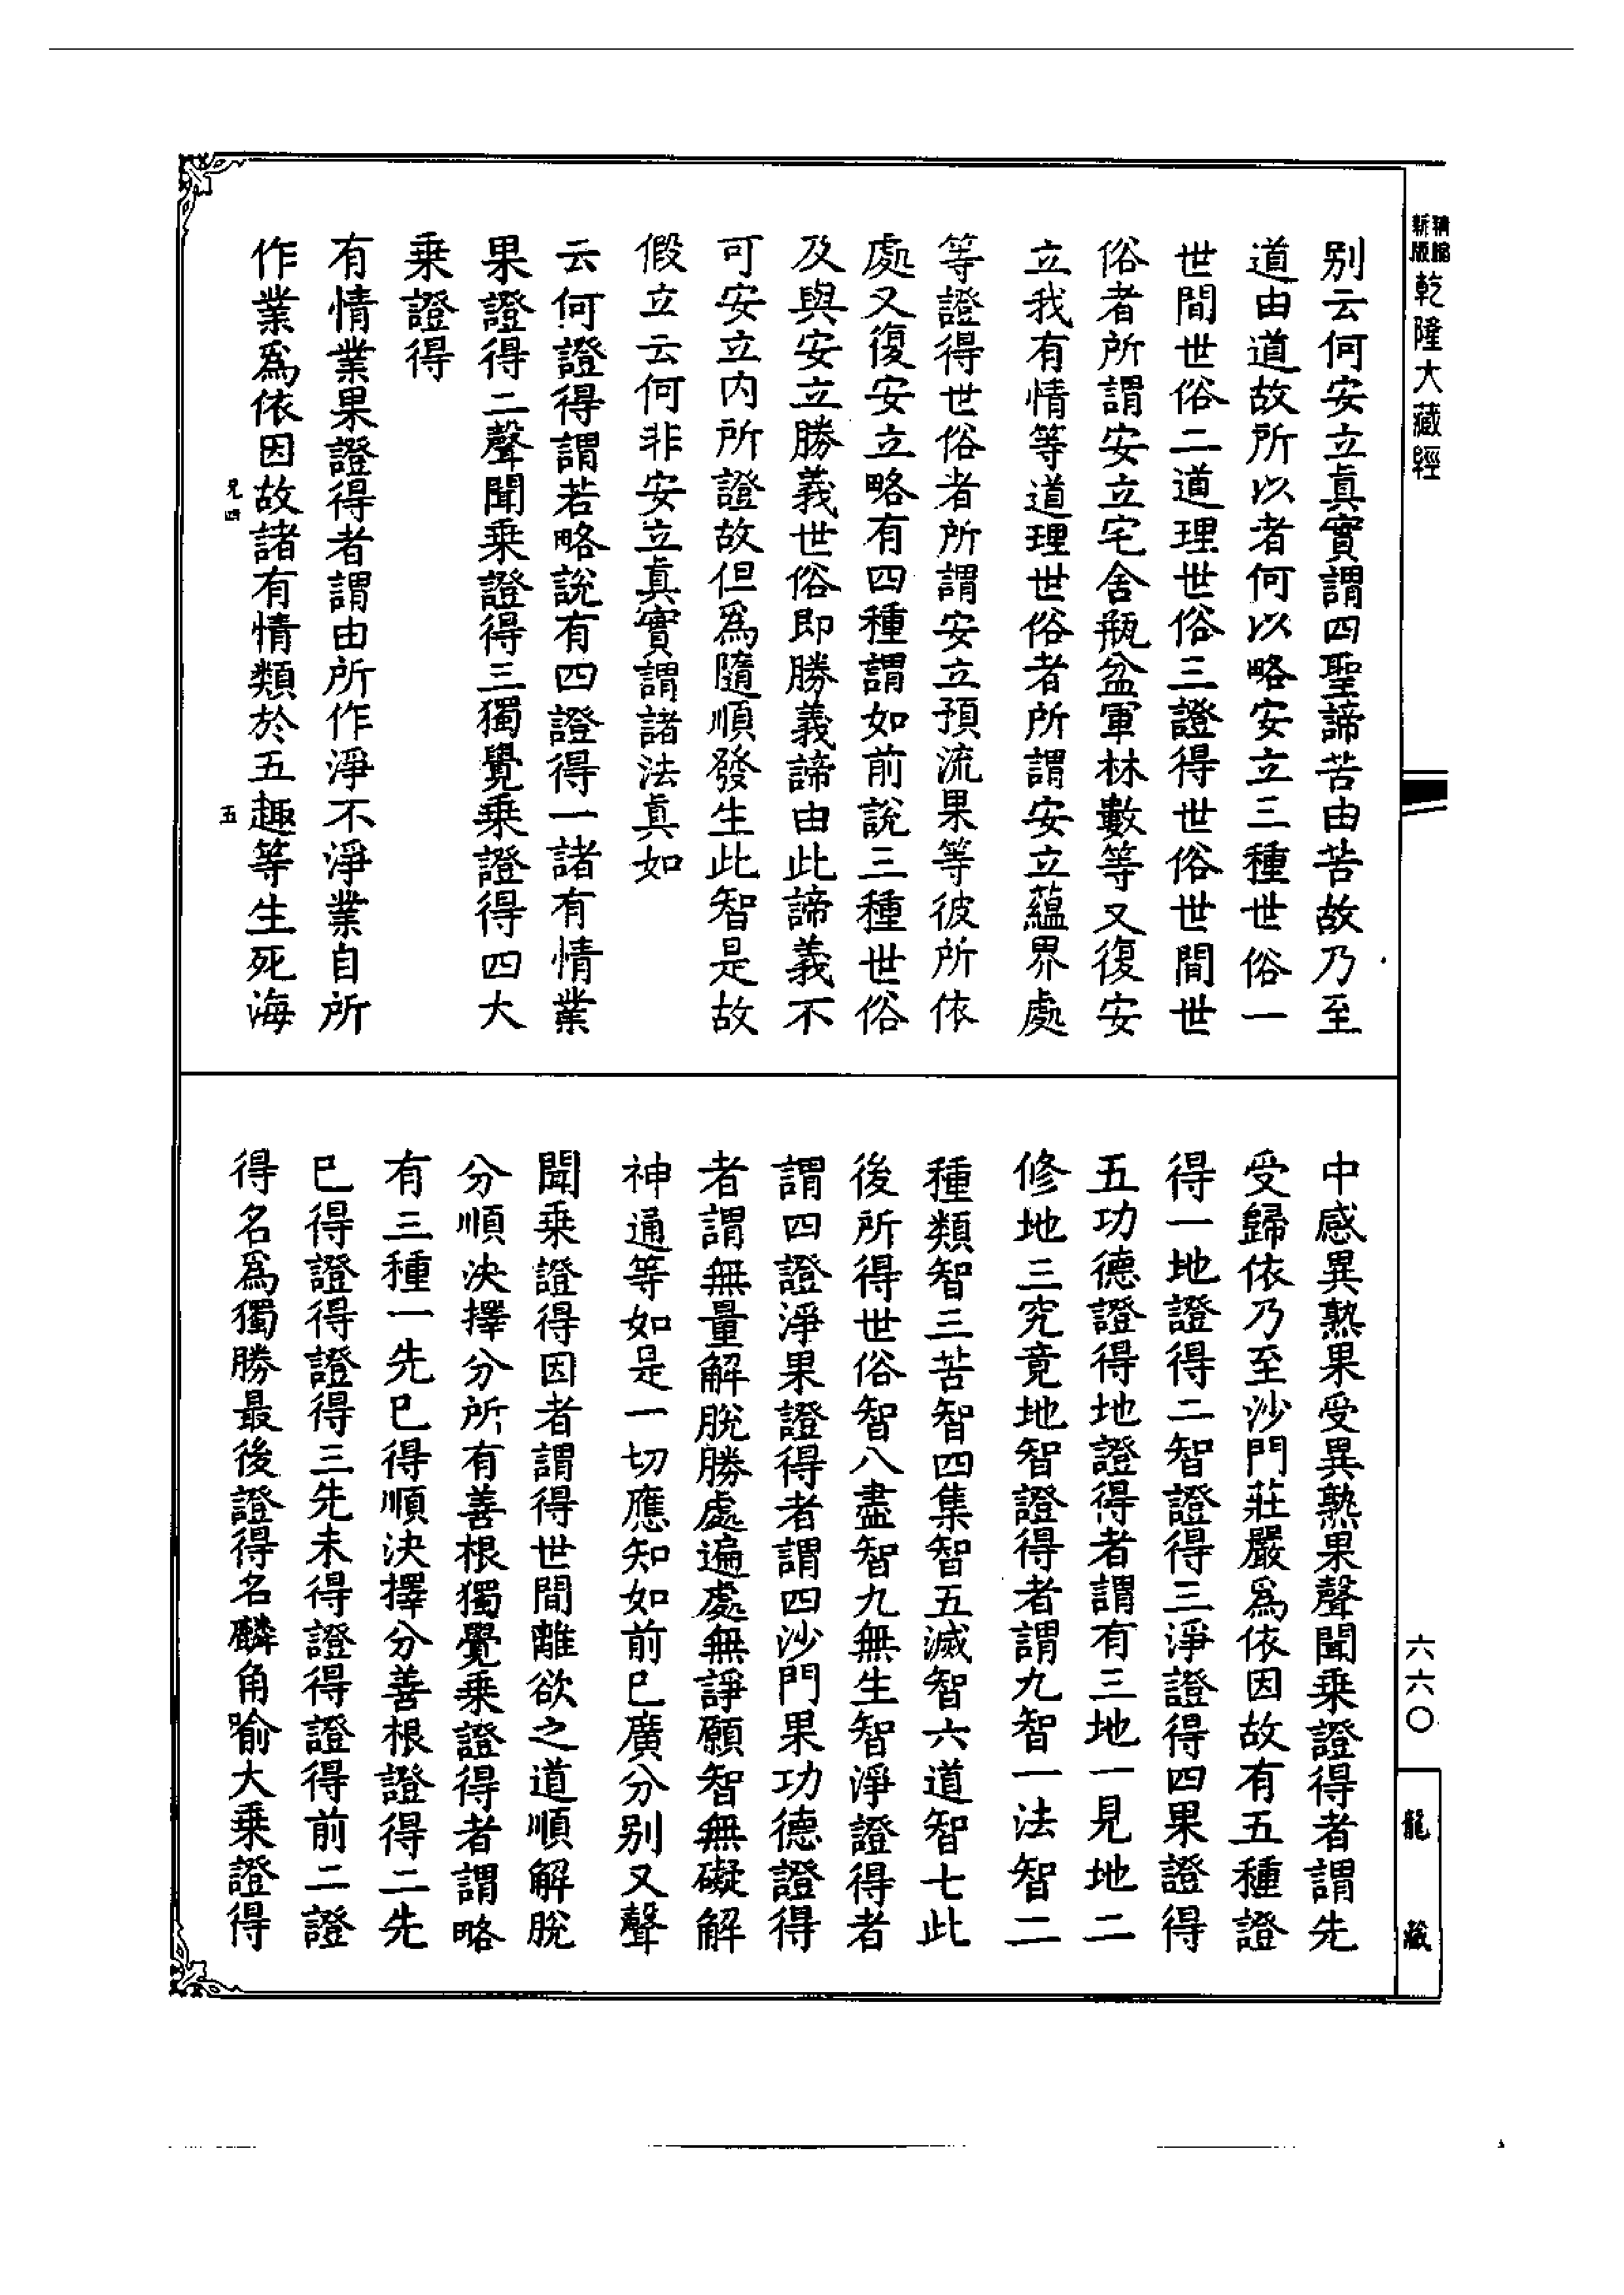 新版 精縮
乾隆大藏經
别云何安立真實謂四聖諦苦由苦故乃至
道由道故所以者何以略安立三種世俗一
世間世俗二道理世俗三證得世俗世間世
俗者所謂安立宅舍瓶盆軍林數等又復安
立我有情等道理世俗者所謂安立蘊界處
等證得世俗者所謂安立預流果等彼所依
處又復安立略有四種謂如前說三種世俗
及與安立勝義世俗即勝義諦由此諦義不
可安立内所證故但爲隨順發生此智是故
假立云何非安立真實謂諸法真如
云何證得謂若略說有四證得一諸有情業
果證得二聲聞乗證得三獨覺乗證得四大
乗證得
有情業果證得者謂由所作淨不淨業自所
作業爲依因故諸有情類於五趣等生死海
兄四
五
中感異熟果受異熟果聲聞乗證得者謂先
受歸依乃至沙門莊嚴爲依因故有五種證
得一地證得二智證得三淨證得四果證得
五功德證得地證得者謂有三地一見地二
修地三究竟地智證得者謂九智一法智二
種類智三苦智四集智五滅智六道智七此
後所得世俗智八盡智九無生智淨證得者
謂四證淨果證得者謂四沙門果功德證得
者謂無量解脫勝處遍處無諍願智無礙解
神通等如是一切應知如前已廣分别又聲
聞乗證得因者謂得世間離欲之道順解脫
分順決擇分所有善根獨覺乗證得者謂略
有三種一先已得順決擇分善根證得二先
已得證得證得三先未得證得證得前二證
得名爲獨勝最後證得名麟角喻大乗證得
六六〇
龍藏